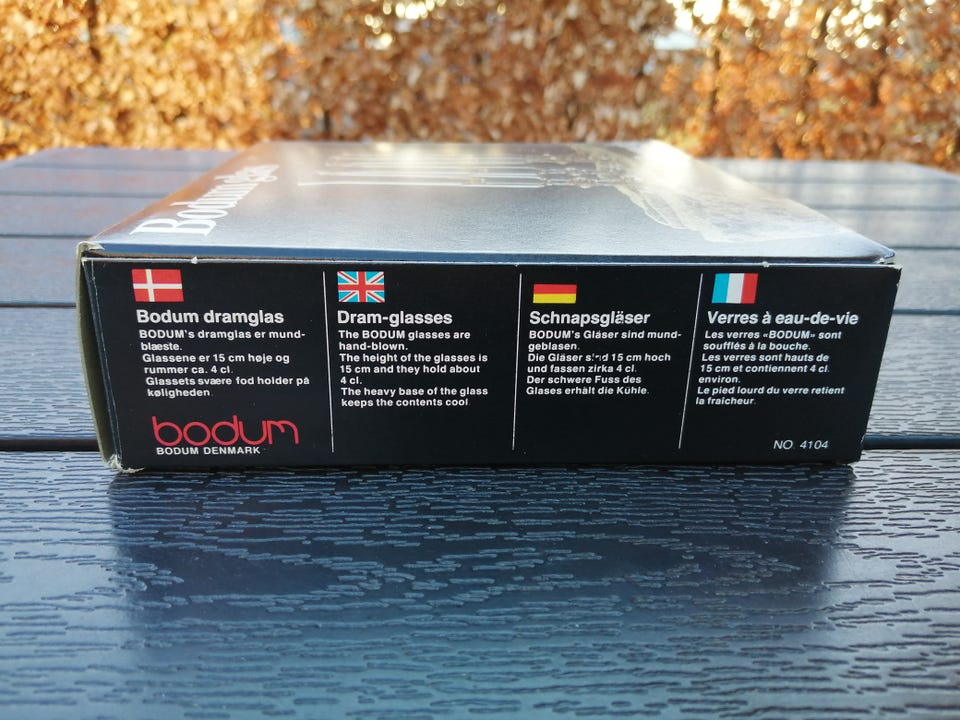 Bodum glas
Bodum dramglas
BODUM's dramglas er mund-
blæste.
Glassene er 15 cm høje og
rummer ca. 4 cl.
Glassets svære fod holder på
køligheden.
bodum
BODUM DENMARK
Dram-glasses
The BODUM glasses are
hand-blown.
The height of the glasses is
15 cm and they hold about
4 cl.
The heavy base of the glass
keeps the contents cool.
Schnapsgläser
BODUM's Gläser sind mund-
geblasen.
Die Gläser sind 15 cm hoch
und fassen zirka 4 cl.
Der schwere Fuss des
Glases erhält die Kühle.
Verres à eau-de-vie
Les verres «BODUM» sont
soufflés à la bouche.
Les verres sont hauts de
15 cm et contiennent 4 cl.
environ.
Le pied lourd du verre retient
la fraîcheur.
NO. 4104